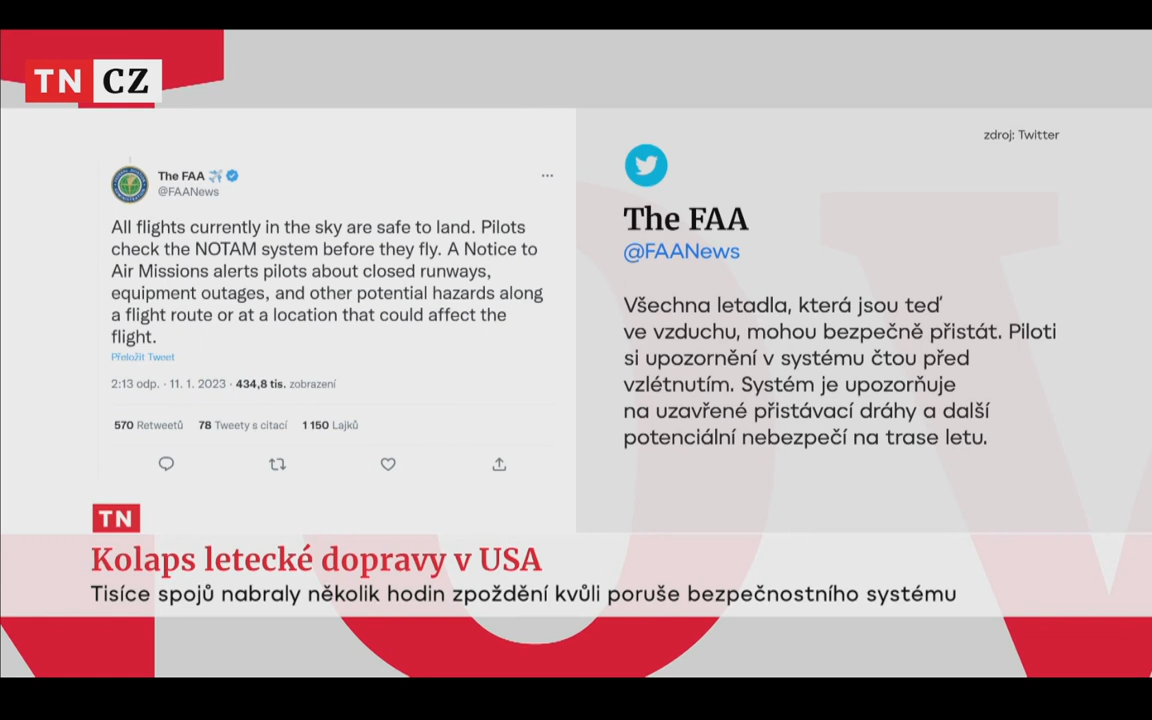 TN CZ
zdroj: Twitter
The FAA
@FAANews
All flights currently in the sky are safe to land. Pilots
check the NOTAM system before they fly. A Notice to
Air Missions alerts pilots about closed runways,
equipment outages, and other potential hazards along
a flight route or at a location that could affect the
flight.
Přeložit Tweet
2:13 odp. · 11. 1. 2023 · 434,8 tis. zobrazení
570 Retweetů 78 Tweety s citací 1 150 Lajků
The FAA
@FAANews
Všechna letadla, která jsou teď
ve vzduchu, mohou bezpečně přistát. Piloti
si upozornění v systému čtou před
vzlétnutím. Systém je upozorňuje
na uzavřené přistávací dráhy a další
potenciální nebezpečí na trase letu.
TN
Kolaps letecké dopravy v USA
Tisíce spojů nabraly několik hodin zpoždění kvůli poruše bezpečnostního systému